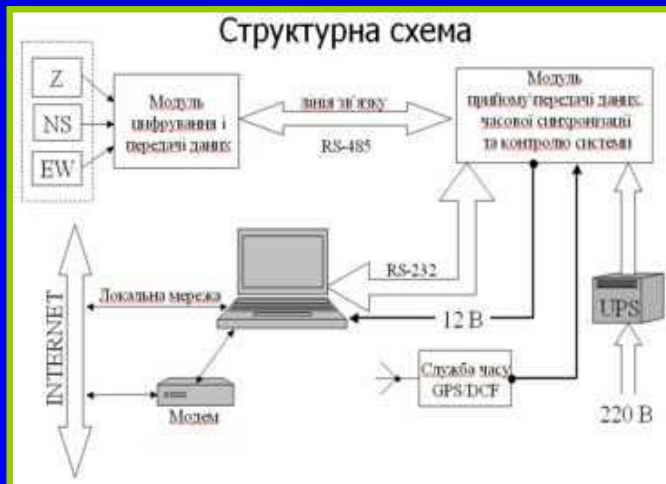 Структурна схема
Z
NS
EW
Модуль
цифрування і
передачі даних
лінія зв'язку
RS-485
Модуль
прийому/передачі даних,
часової синхронізації
та контролю системи
RS-232
INTERNET
Локальна мережа
12 В
UPS
Служба часу
GPS/DCF
Модем
220 В